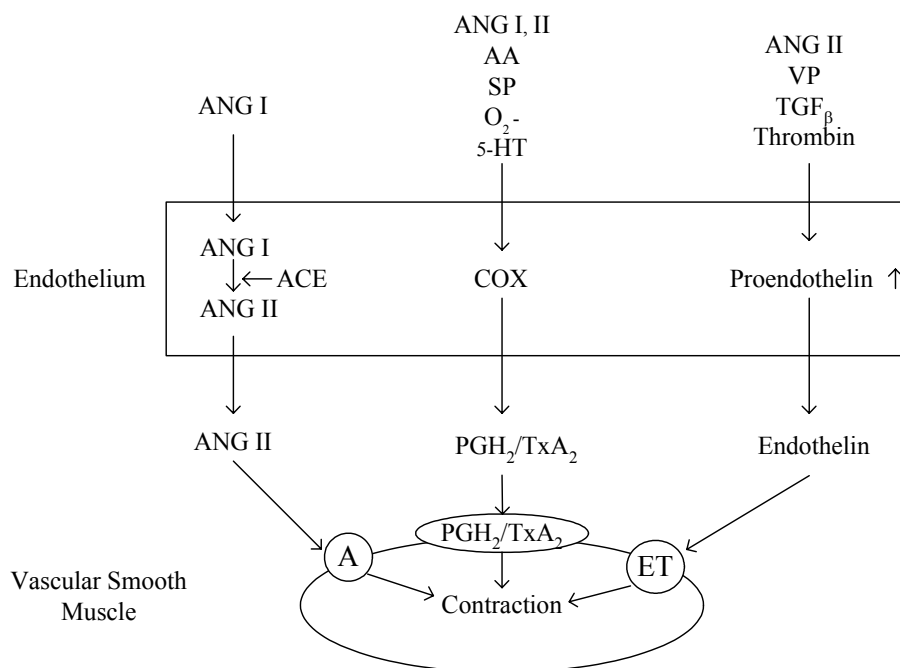 ANG I
ANG I, II
AA
SP
O₂-
5-HT
ANG II
VP
TGFβ
Thrombin
Endothelium
ANG I
ACE
ANG II
COX
Proendothelin ↑
ANG II
PGH₂/TxA₂
Endothelin
PGH₂/TxA₂
A
ET
Contraction
Vascular Smooth
Muscle